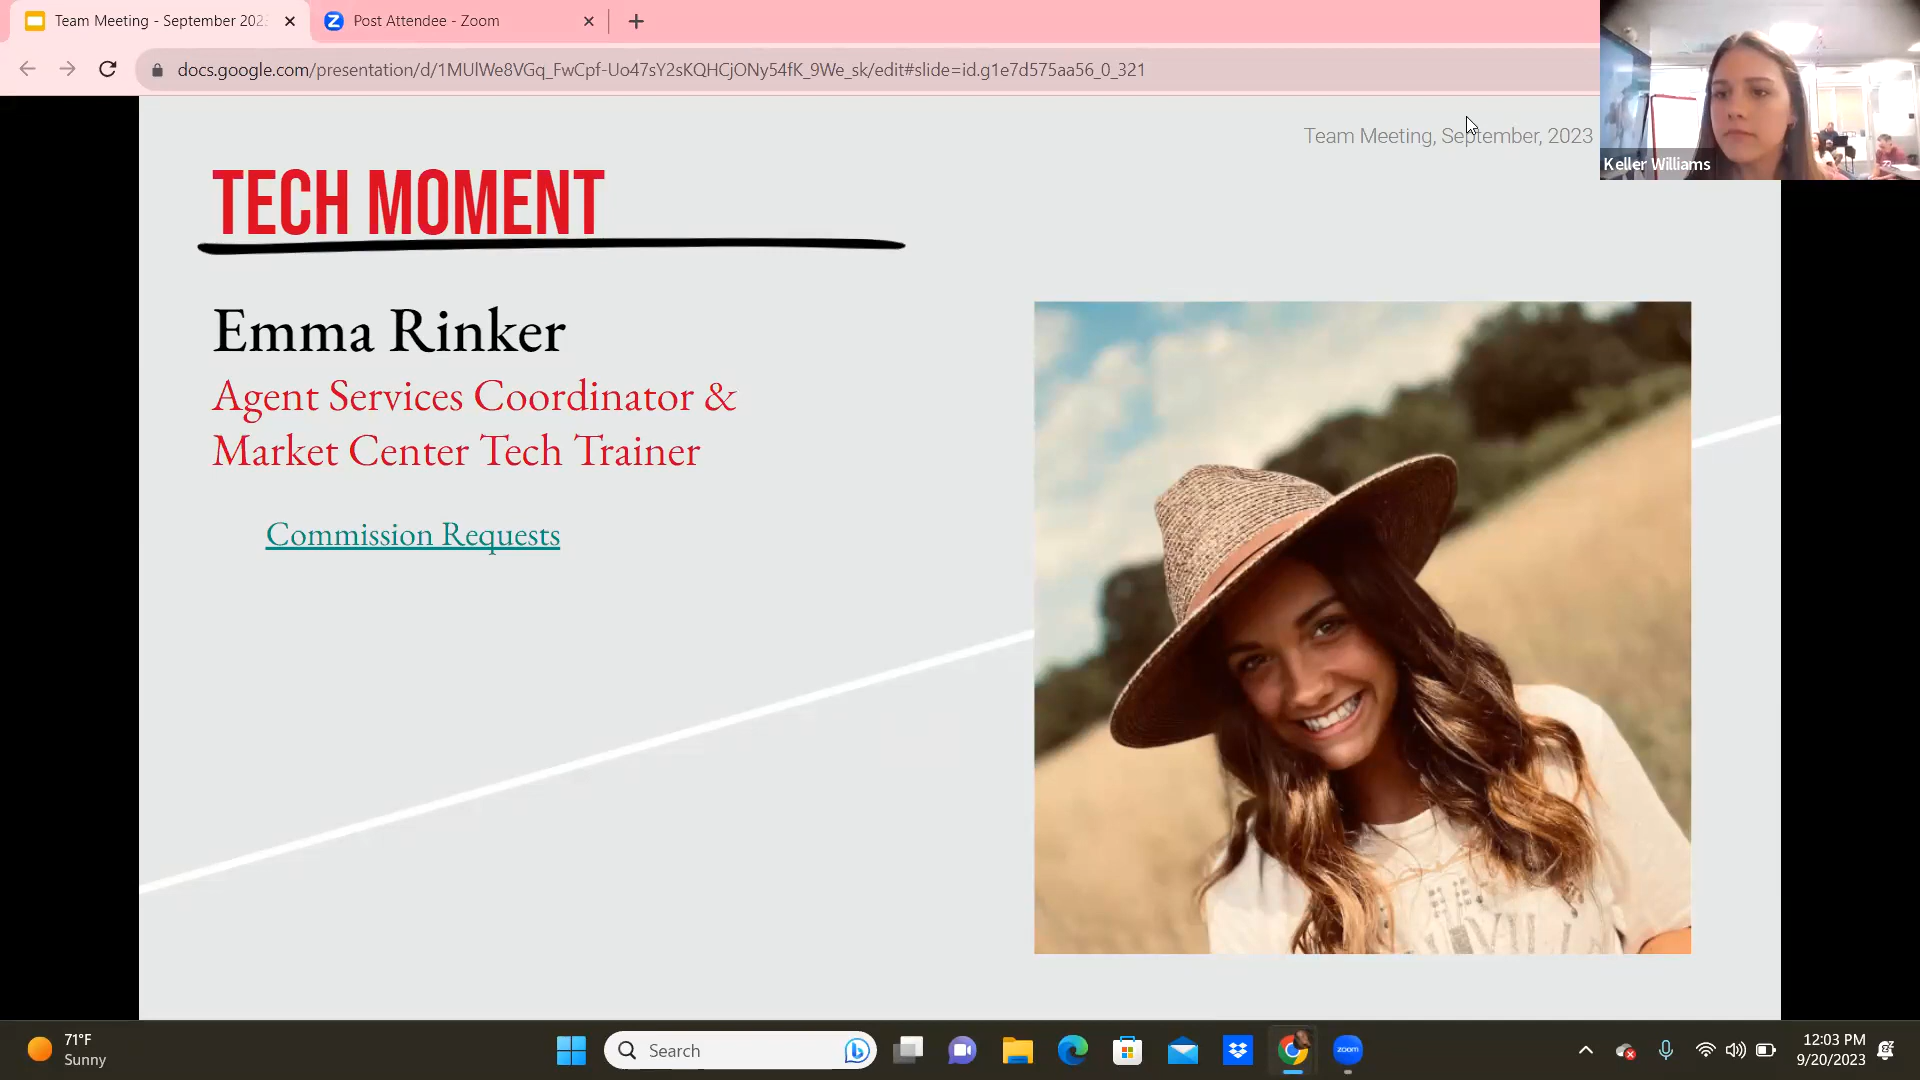 Team Meeting - September 202
Post Attendee - Zoom
docs.google.com/presentation/d/1MUlWe8VGq_FwCpf-Uo47sY2sKQHCjONy54fK_9We_sk/edit#slide=id.g1e7d575aa56_0_321
Team Meeting, September, 2023
Keller Williams
TECH MOMENT
Emma Rinker
Agent Services Coordinator &
Market Center Tech Trainer
Commission Requests
71°F
Sunny
Search
zoom
12:03 PM
9/20/2023